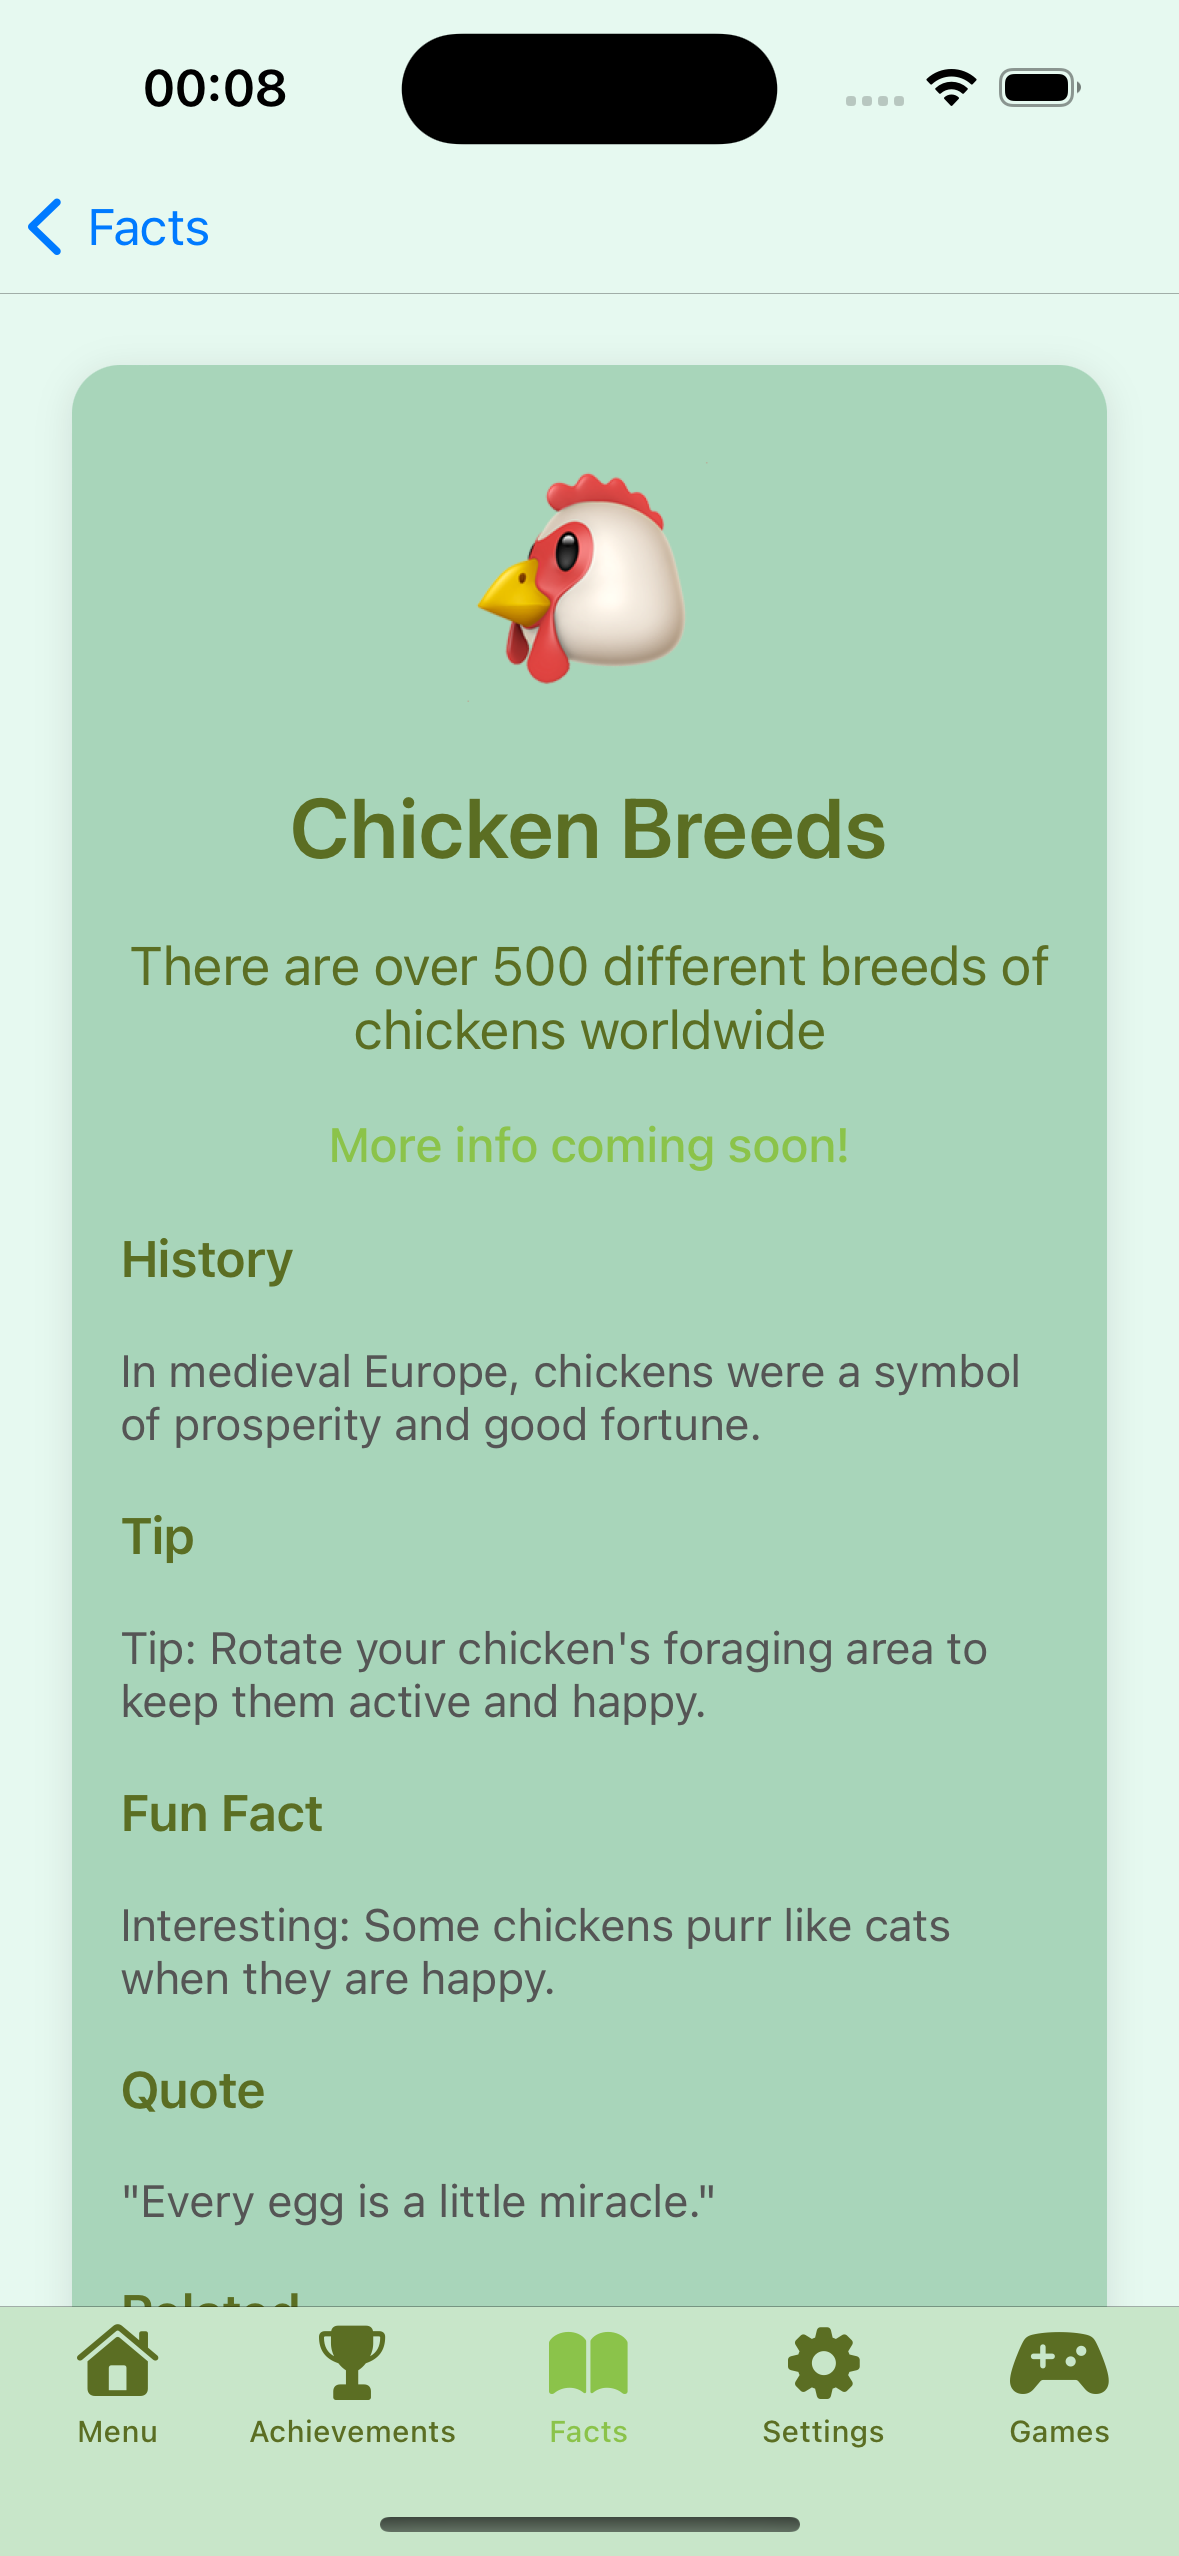 00:08
Facts
Chicken Breeds
There are over 500 different breeds of
chickens worldwide
More info coming soon!
History
In medieval Europe, chickens were a symbol
of prosperity and good fortune.
Tip
Tip: Rotate your chicken's foraging area to
keep them active and happy.
Fun Fact
Interesting: Some chickens purr like cats
when they are happy.
Quote
"Every egg is a little miracle."
Related
Menu
Achievements
Facts
Settings
Games